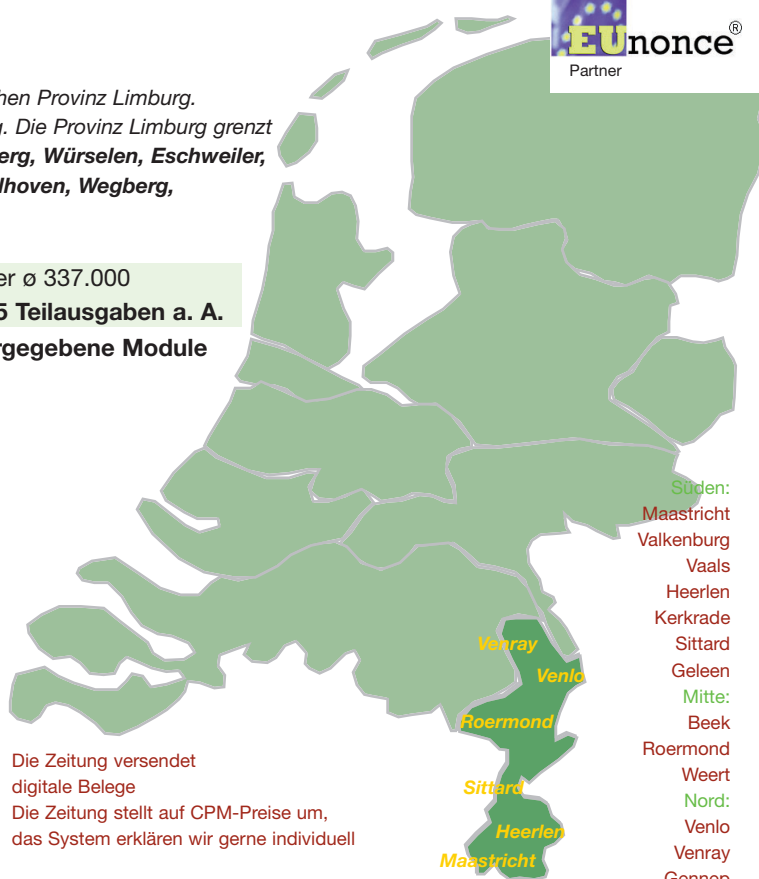 EUnonce®
Partner
hen Provinz Limburg.
g. Die Provinz Limburg grenzt
erg, Würselen, Eschweiler,
lhoven, Wegberg,
er ø 337.000
5 Teilausgaben a. A.
rgegebene Module
Süden:
Maastricht
Valkenburg
Vaals
Heerlen
Kerkrade
Sittard
Geleen
Mitte:
Beek
Roermond
Weert
Nord:
Venlo
Venray
Gennep
Venray
Venlo
Roermond
Sittard
Heerlen
Maastricht
Die Zeitung versendet
digitale Belege
Die Zeitung stellt auf CPM-Preise um,
das System erklären wir gerne individuell